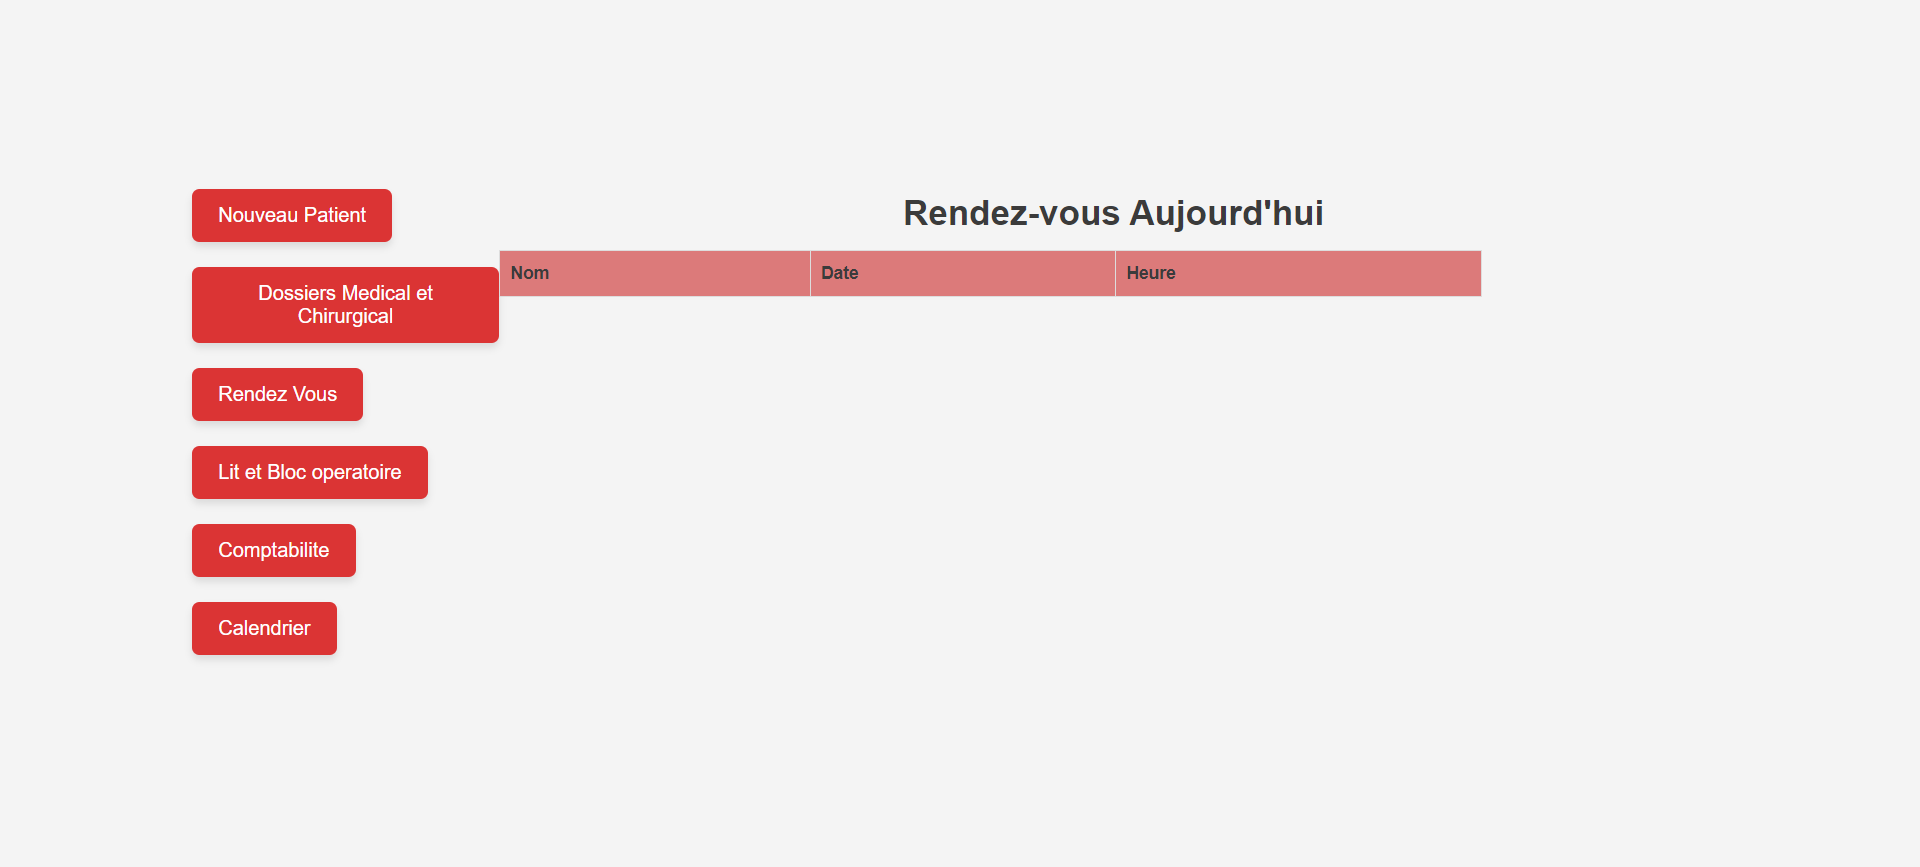 Nouveau Patient
Dossiers Medical et
Chirurgical
Rendez Vous
Lit et Bloc operatoire
Comptabilite
Calendrier
Rendez-vous Aujourd'hui
Nom Date Heure